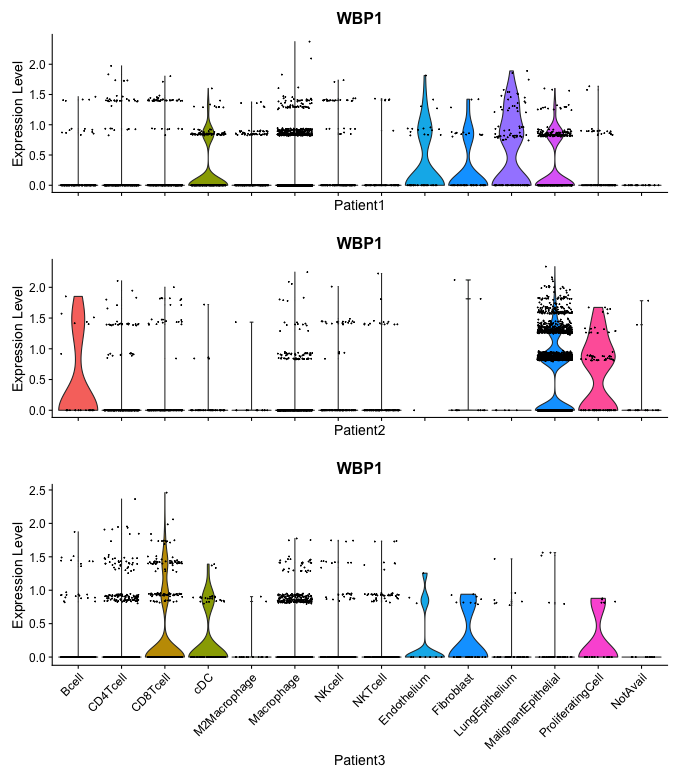 WBP1
Expression Level
2.0
1.5
1.0
0.5
0.0
Patient1
WBP1
Expression Level
2.0
1.5
1.0
0.5
0.0
Patient2
WBP1
Expression Level
2.5
2.0
1.5
1.0
0.5
0.0
Bcell
CD4Tcell
CD8Tcell
cDC
M2Macrophage
Macrophage
NKcell
NKTcell
Endothelium
Fibroblast
LungEpithelium
MalignantEpithelial
ProliferatingCell
NotAvail
Patient3